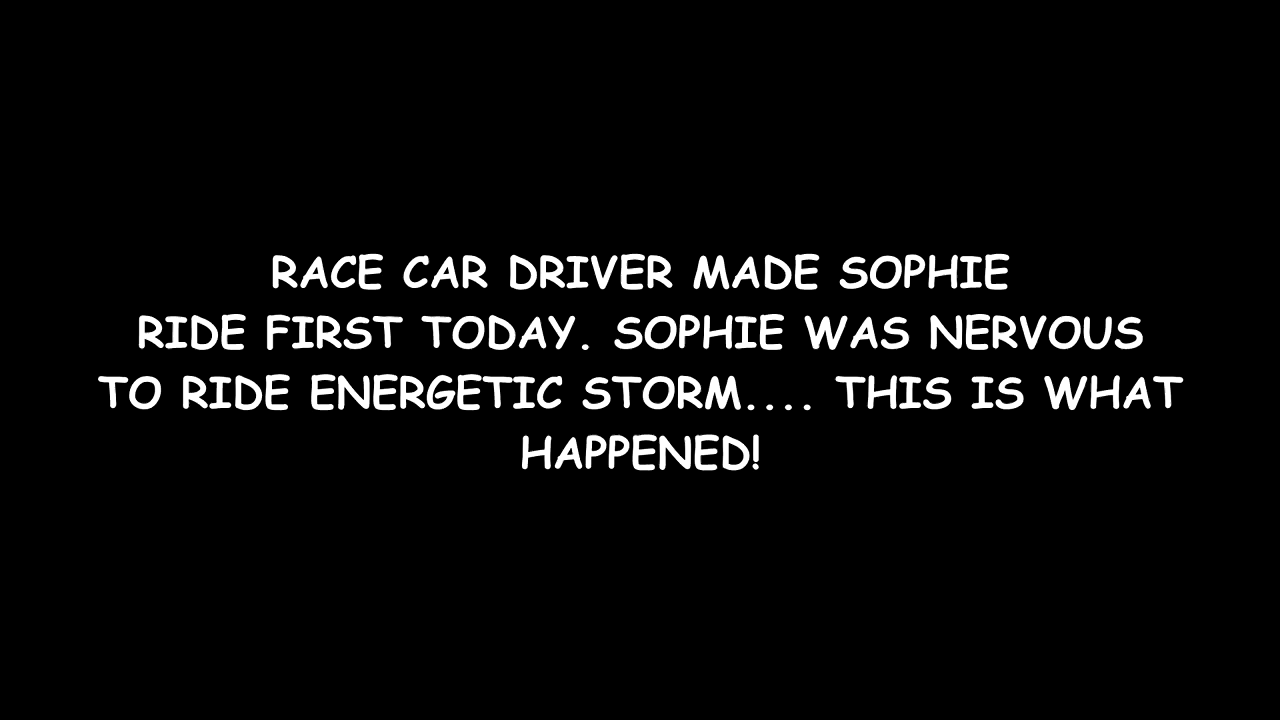 RACE CAR DRIVER MADE SOPHIE
RIDE FIRST TODAY. SOPHIE WAS NERVOUS
TO RIDE ENERGETIC STORM.... THIS IS WHAT
HAPPENED!